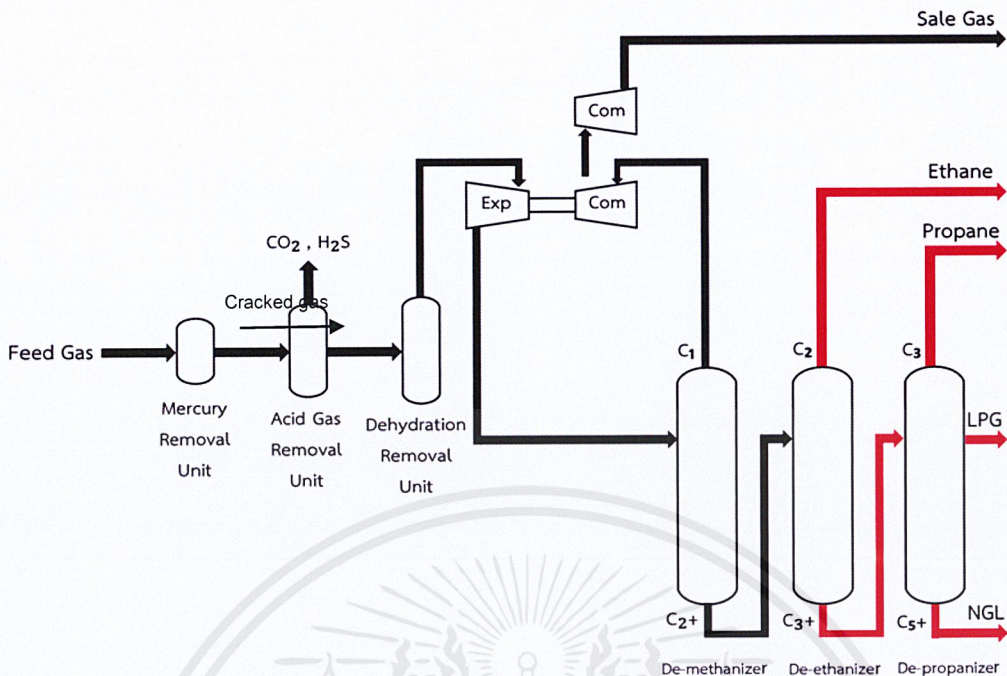 Sale Gas
Com
Ethane
Exp
Com
Propane
CO2 , H2S
Cracked gas
Feed Gas
C1
C2
C3
Mercury
Removal
Unit
Acid Gas
Removal
Unit
Dehydration
Removal
Unit
LPG
C2+
C3+
C5+
NGL
De-methanizer
De-ethanizer
De-propanizer